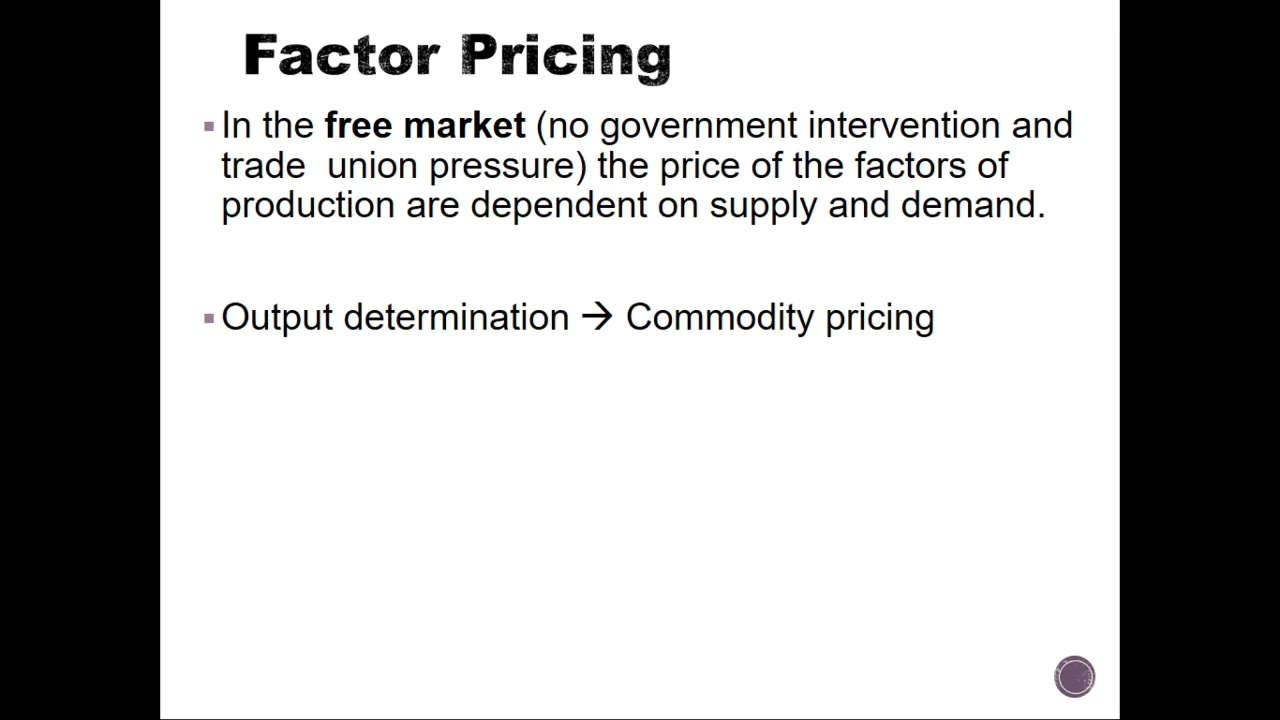 Factor Pricing
▪In the free market (no government intervention and
trade  union pressure) the price of the factors of
production are dependent on supply and demand.
▪Output determination → Commodity pricing